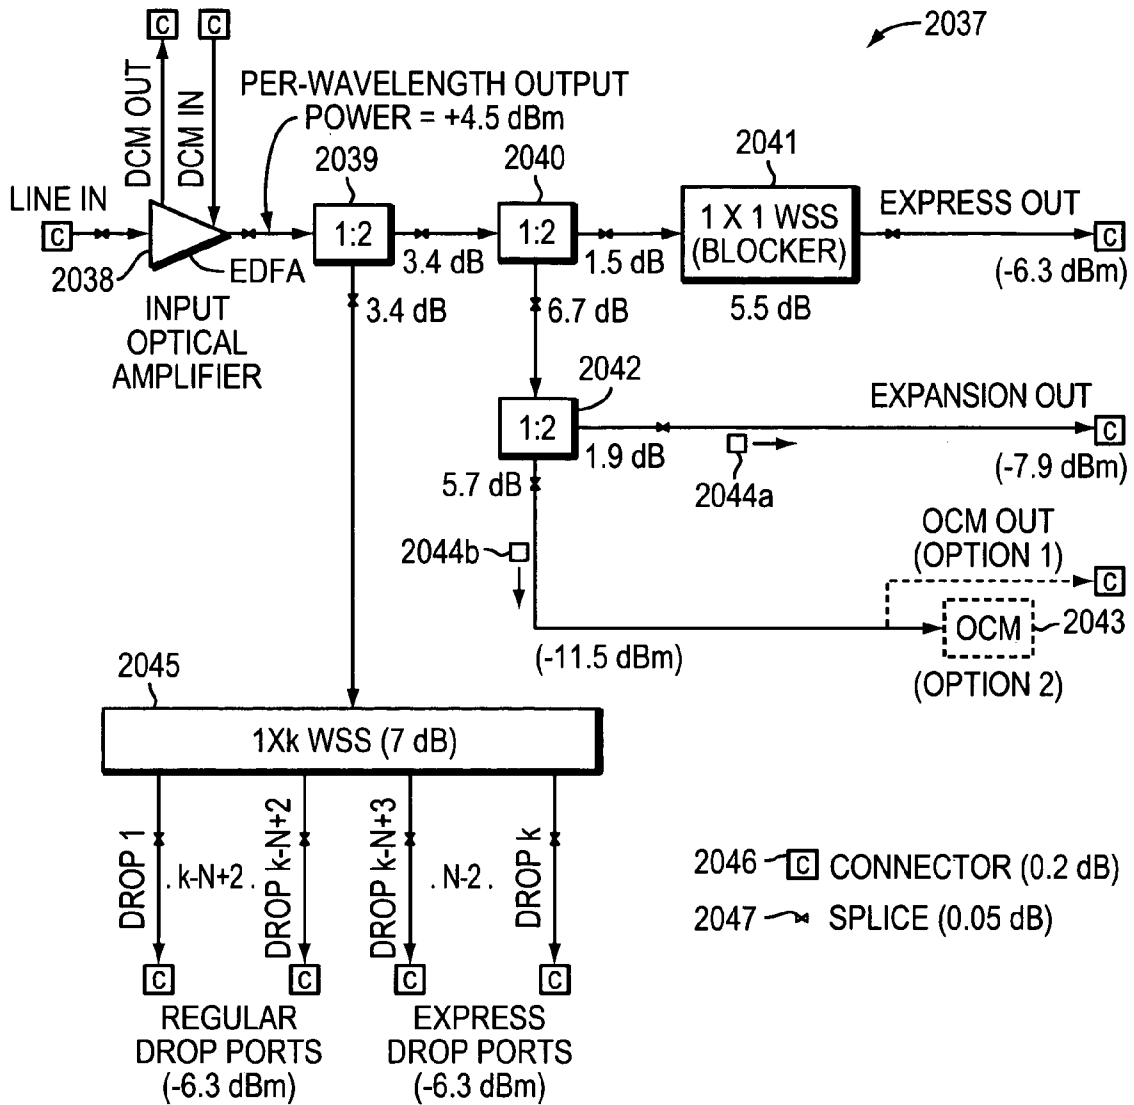 C
C
2037
DCM OUT
DCM IN
PER-WAVELENGTH OUTPUT
POWER = +4.5 dBm
2039
2040
2041
LINE IN
C
1:2
1:2
1 X 1 WSS
(BLOCKER)
EXPRESS OUT
C
(-6.3 dBm)
3.4 dB
1.5 dB
5.5 dB
2038
EDFA
INPUT
OPTICAL
AMPLIFIER
3.4 dB
6.7 dB
2042
1:2
EXPANSION OUT
C
(-7.9 dBm)
1.9 dB
2044a
5.7 dB
2044b
OCM OUT
(OPTION 1)
C
OCM
2043
(-11.5 dBm)
(OPTION 2)
2045
1Xk WSS (7 dB)
DROP 1
. k-N+2 .
DROP k-N+2
DROP k-N+3
. N-2 .
DROP k
C
C
C
C
REGULAR
DROP PORTS
(-6.3 dBm)
EXPRESS
DROP PORTS
(-6.3 dBm)
2046 C CONNECTOR (0.2 dB)
2047 SPLICE (0.05 dB)